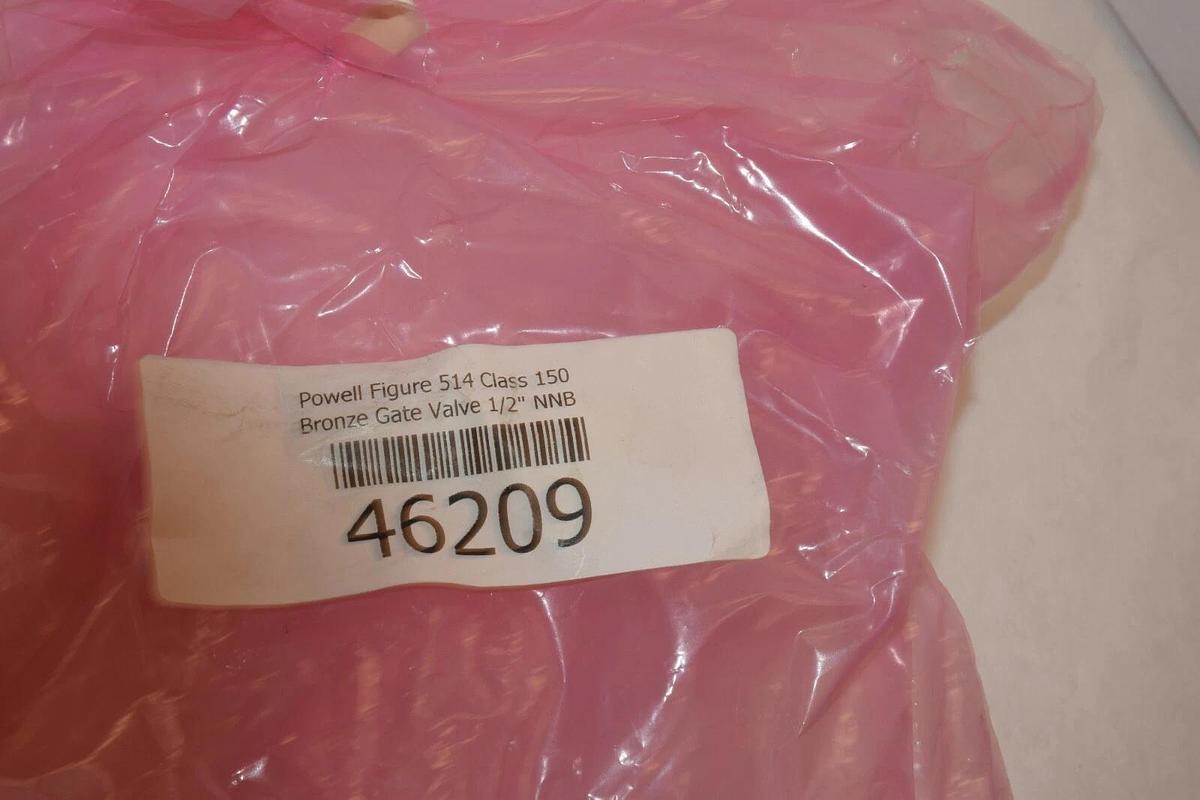 Powell Figure 514 Class 150
Bronze Gate Valve 1/2" NNB
46209